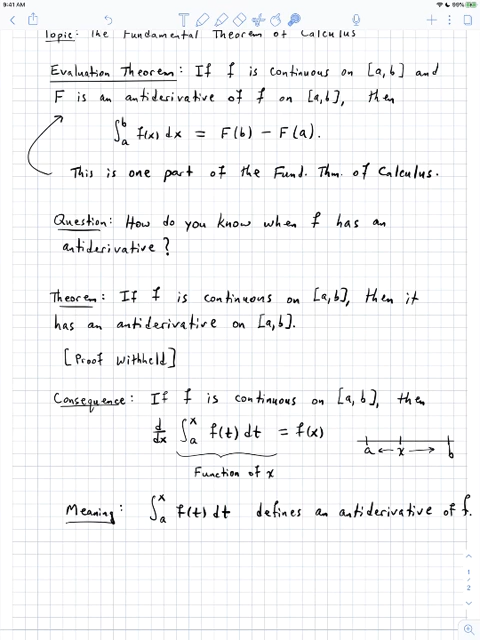 9:41 AM
86%
Topic: The Fundamental Theorem of Calculus
Evaluation Theorem: If f is continuous on [a,b] and
F is an antiderivative of f on [a,b], then
∫_a^b f(x) dx = F(b) - F(a).
This is one part of the Fund. Thm. of Calculus.
Question: How do you know when f has an
antiderivative?
Theorem: If f is continuous on [a,b], then it
has an antiderivative on [a,b].
[Proof Withheld]
Consequence: If f is continuous on [a,b], then
d/dx ∫_a^x f(t) dt = f(x)
a ← x → b
Function of x
Meaning: ∫_a^x f(t) dt defines an antiderivative of f.
1
/
2